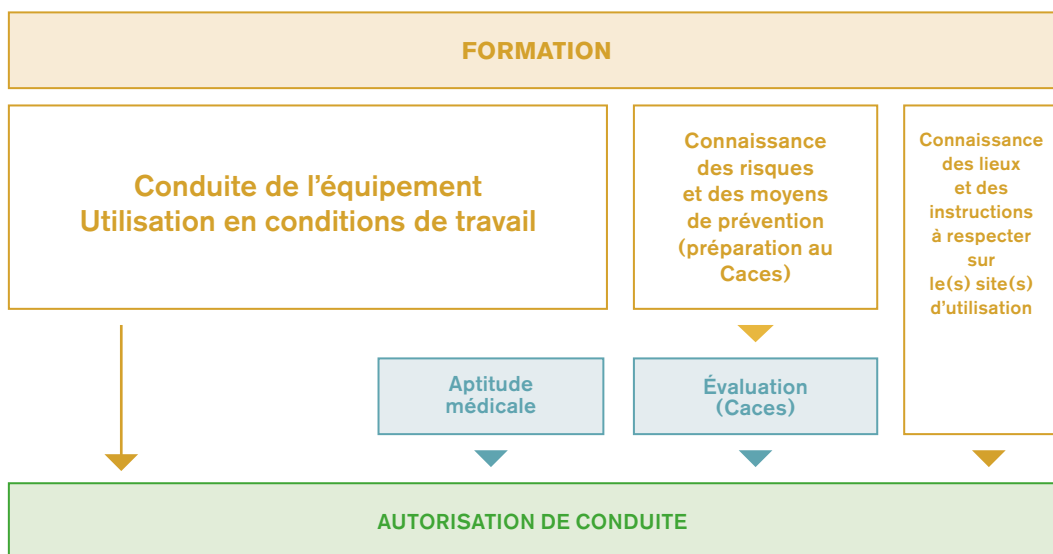 FORMATION
Conduite de l’équipement
Utilisation en conditions de travail
Connaissance
des risques
et des moyens
de prévention
(préparation au
Caces)
Connaissance
des lieux
et des
instructions
à respecter
sur
le(s) site(s)
d’utilisation
Aptitude
médicale
Évaluation
(Caces)
AUTORISATION DE CONDUITE